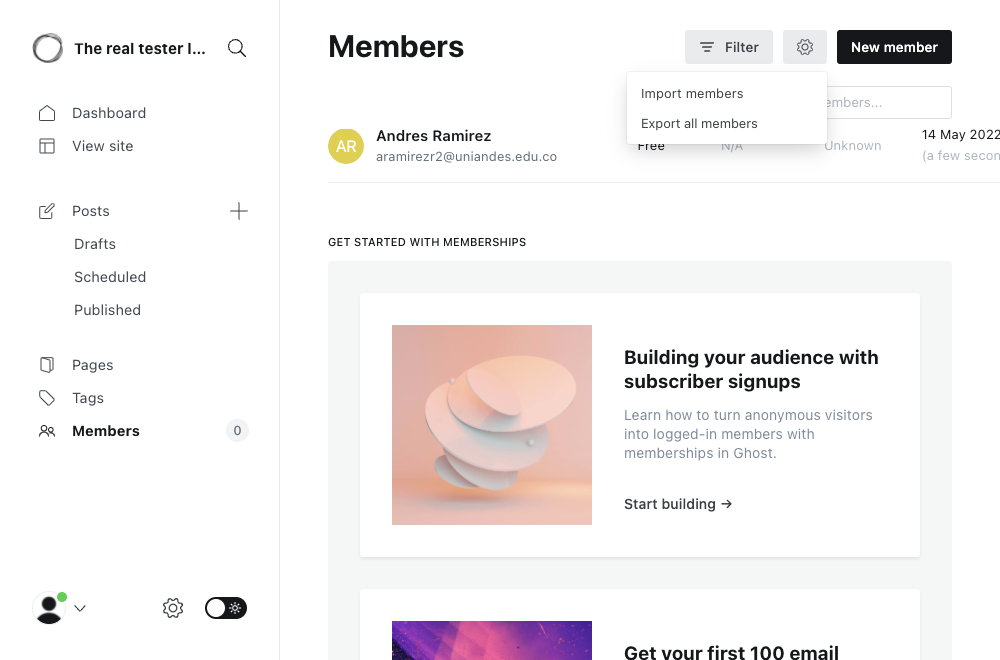 The real tester l...
Dashboard
View site
Posts
Drafts
Scheduled
Published
Pages
Tags
Members
0
Members
Filter
New member
Import members
Export all members
embers...
AR
Andres Ramirez
aramirezr2@uniandes.edu.co
Free
N/A
Unknown
14 May 2022
(a few secon
GET STARTED WITH MEMBERSHIPS
Building your audience with
subscriber signups
Learn how to turn anonymous visitors
into logged-in members with
memberships in Ghost.
Start building →
Get your first 100 email